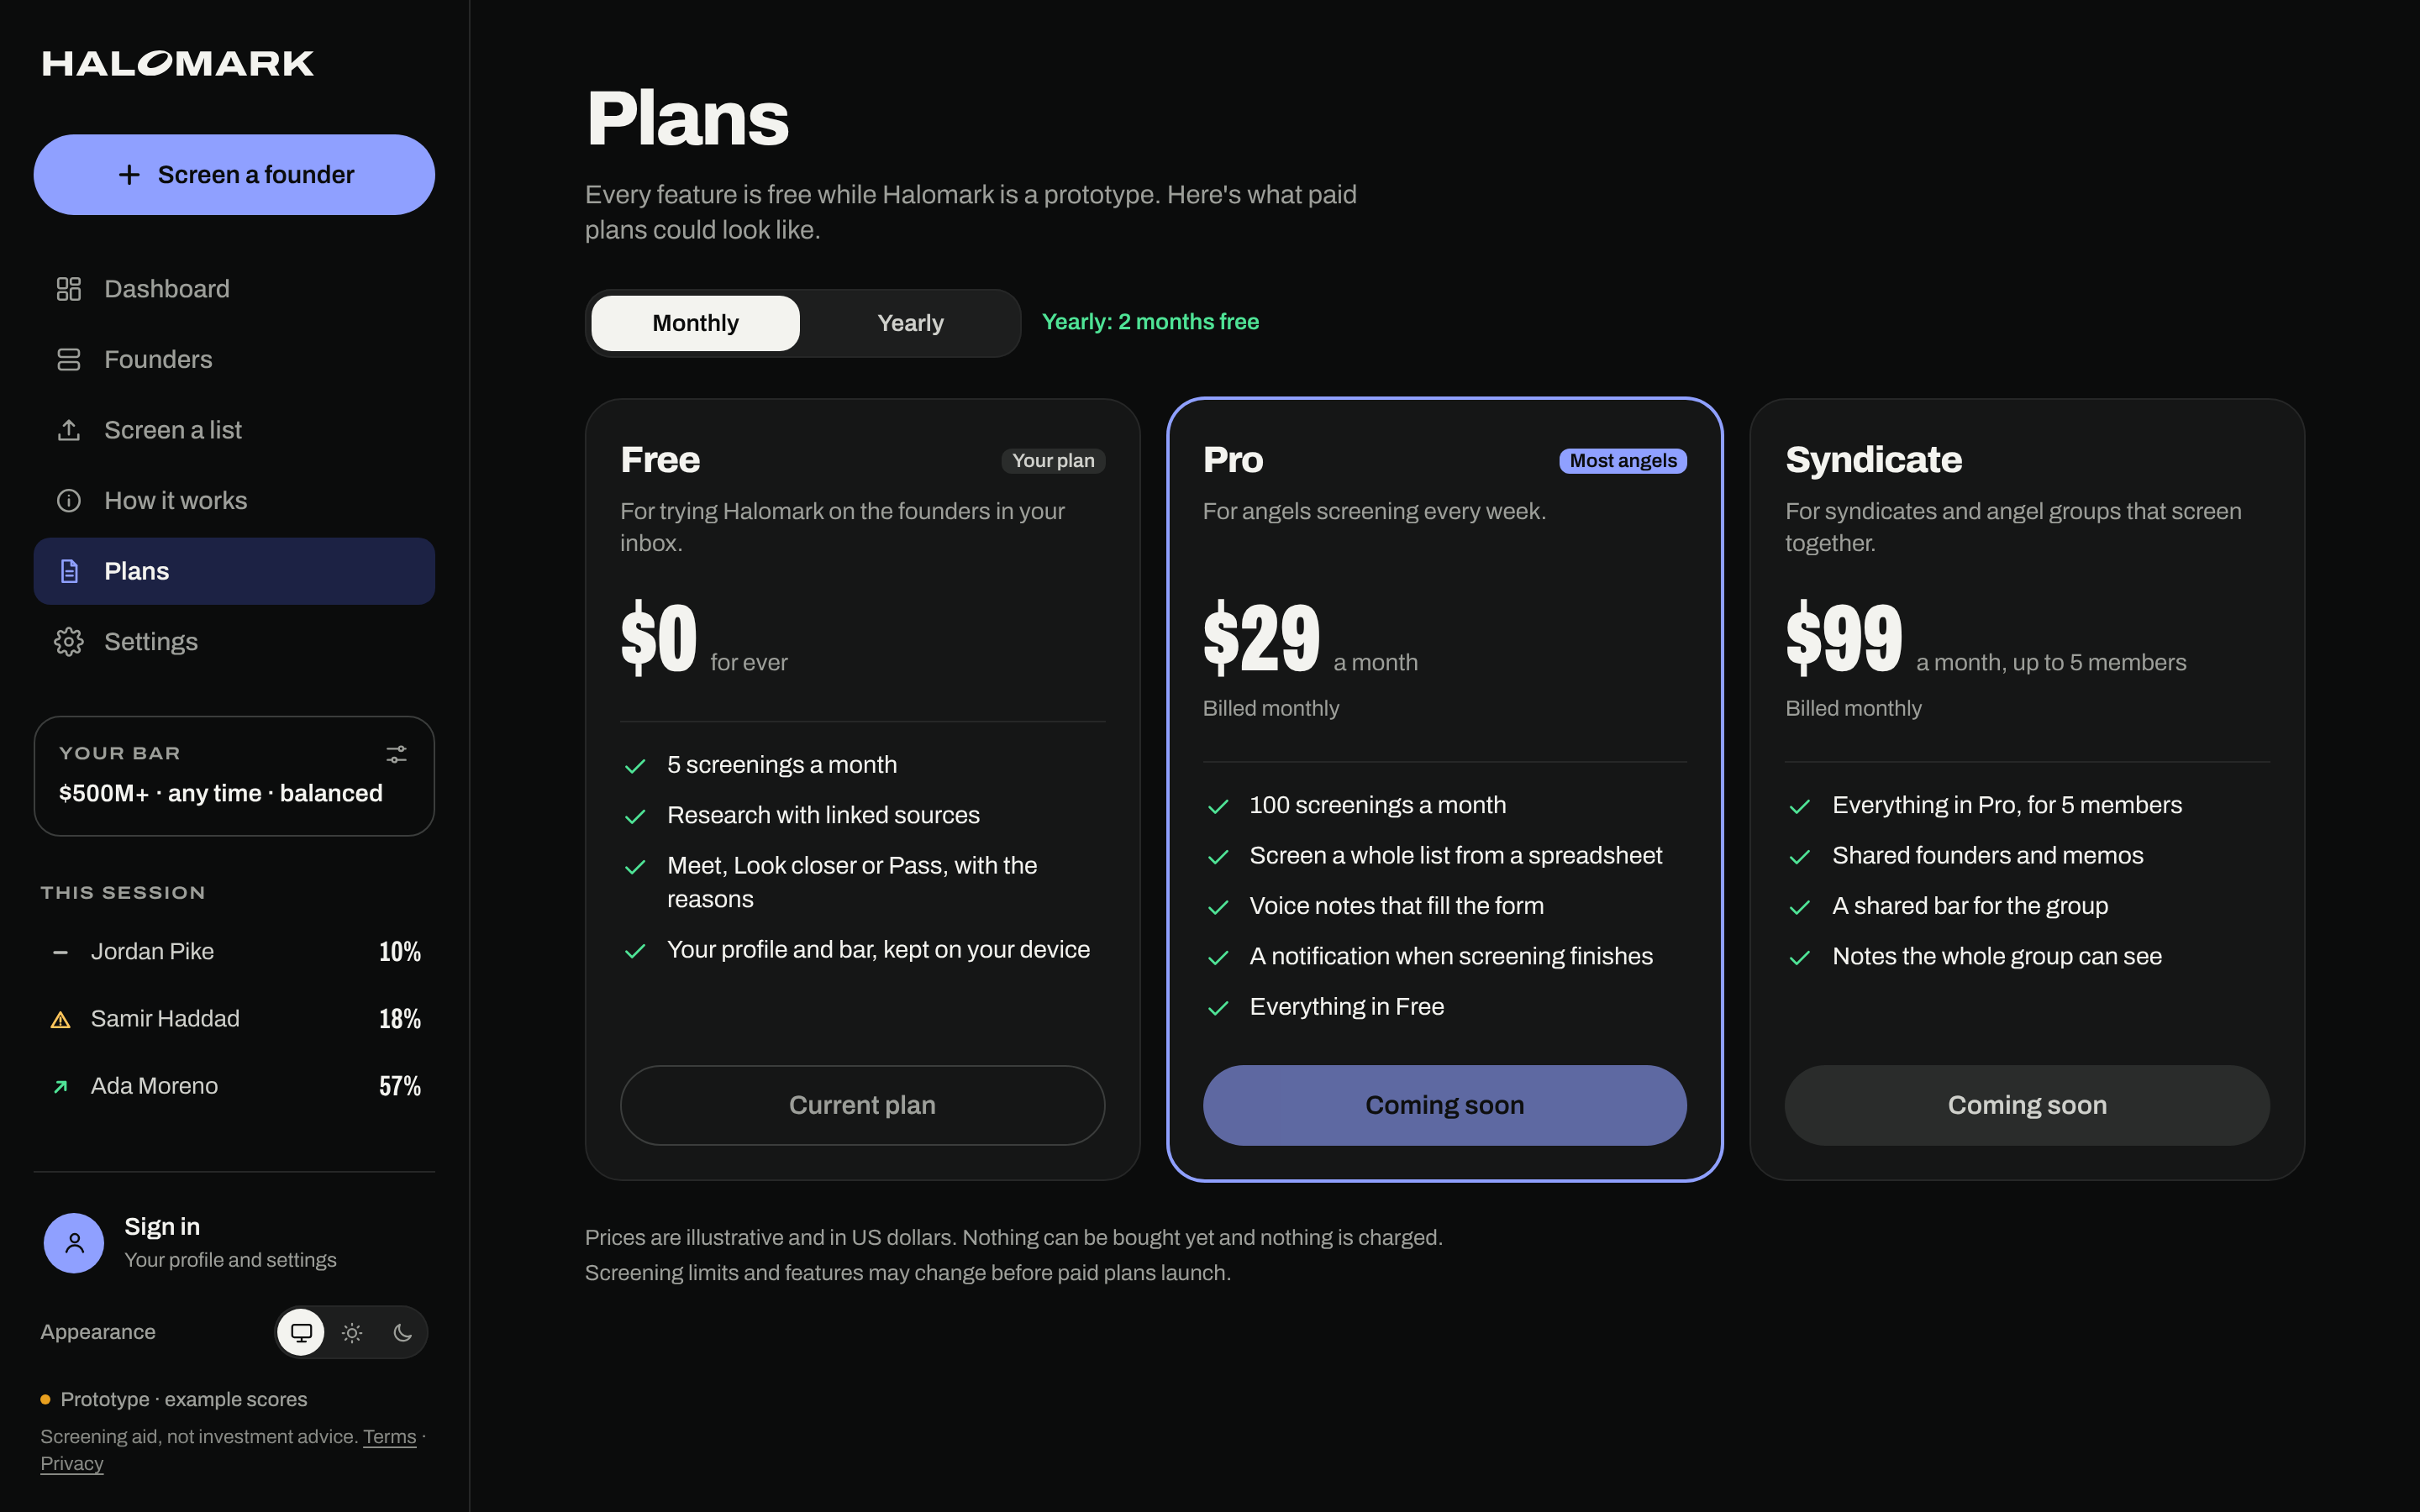 HALOMARK
Screen a founder
Dashboard
Founders
Screen a list
How it works
Plans
Settings
YOUR BAR
$500M+ · any time · balanced
THIS SESSION
Jordan Pike 10%
Samir Haddad 18%
Ada Moreno 57%
Sign in
Your profile and settings
Appearance
Prototype · example scores
Screening aid, not investment advice. Terms ·
Privacy
Plans
Every feature is free while Halomark is a prototype. Here's what paid
plans could look like.
Monthly
Yearly
Yearly: 2 months free
Free
Your plan
For trying Halomark on the founders in your
inbox.
$0 for ever
5 screenings a month
Research with linked sources
Meet, Look closer or Pass, with the
reasons
Your profile and bar, kept on your device
Current plan
Pro
Most angels
For angels screening every week.
$29 a month
Billed monthly
100 screenings a month
Screen a whole list from a spreadsheet
Voice notes that fill the form
A notification when screening finishes
Everything in Free
Coming soon
Syndicate
For syndicates and angel groups that screen
together.
$99 a month, up to 5 members
Billed monthly
Everything in Pro, for 5 members
Shared founders and memos
A shared bar for the group
Notes the whole group can see
Coming soon
Prices are illustrative and in US dollars. Nothing can be bought yet and nothing is charged.
Screening limits and features may change before paid plans launch.